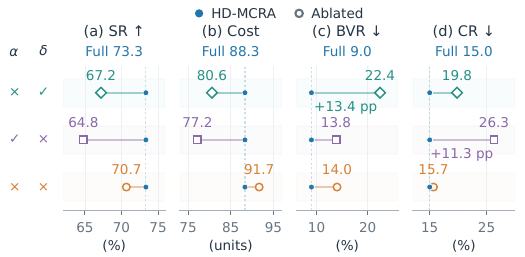 HD-MCRA Ablated
(a) SR ↑ (b) Cost (c) BVR ↓ (d) CR ↓
α δ Full 73.3 Full 88.3 Full 9.0 Full 15.0
67.2 80.6 22.4 19.8
× ✓
+13.4 pp
64.8 77.2 13.8 26.3
✓ ×
+11.3 pp
70.7 91.7 14.0 15.7
× ×
65 70 75 75 85 95 10 20 15 25
(%) (units) (%) (%)